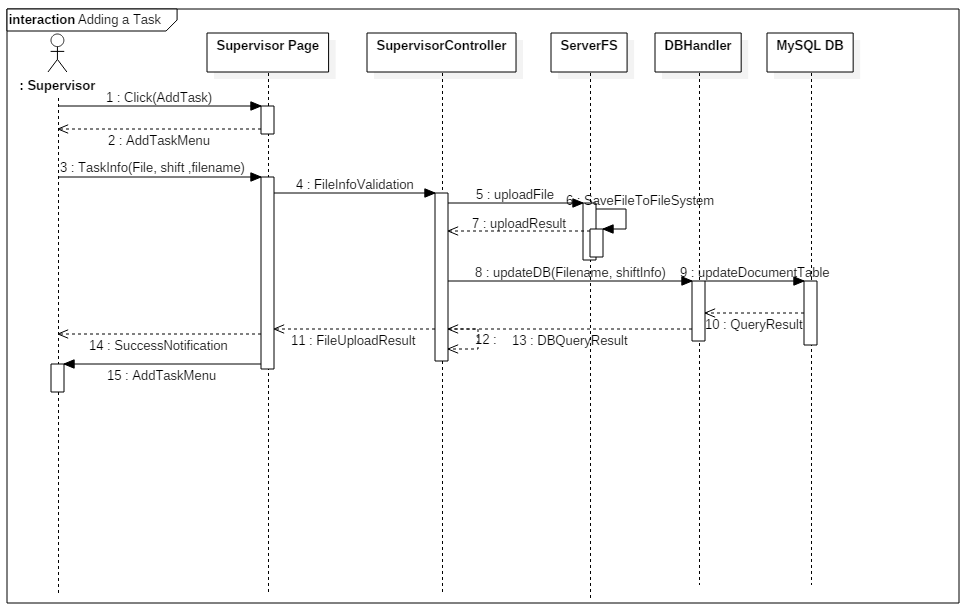 interaction Adding a Task
Supervisor Page
SupervisorController
ServerFS
DBHandler
MySQL DB
: Supervisor
1 : Click(AddTask)
2 : AddTaskMenu
3 : TaskInfo(File, shift ,filename)
4 : FIeInfoValidation
5 : uploadFile
6 : SaveFileToFileSystem
7 : uploadResult
8 : updateDB(Filename, shiftInfo)
9 : updateDocumentTable
10 : QueryResult
11 : FileUploadResult
12 :
13 : DBQueryResult
14 : SuccessNotification
15 : AddTaskMenu